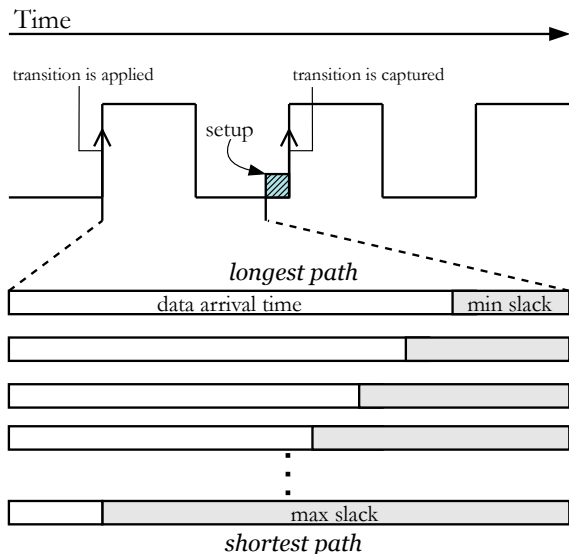 Time
transition is applied
transition is captured
setup
longest path
data arrival time
min slack
max slack
shortest path